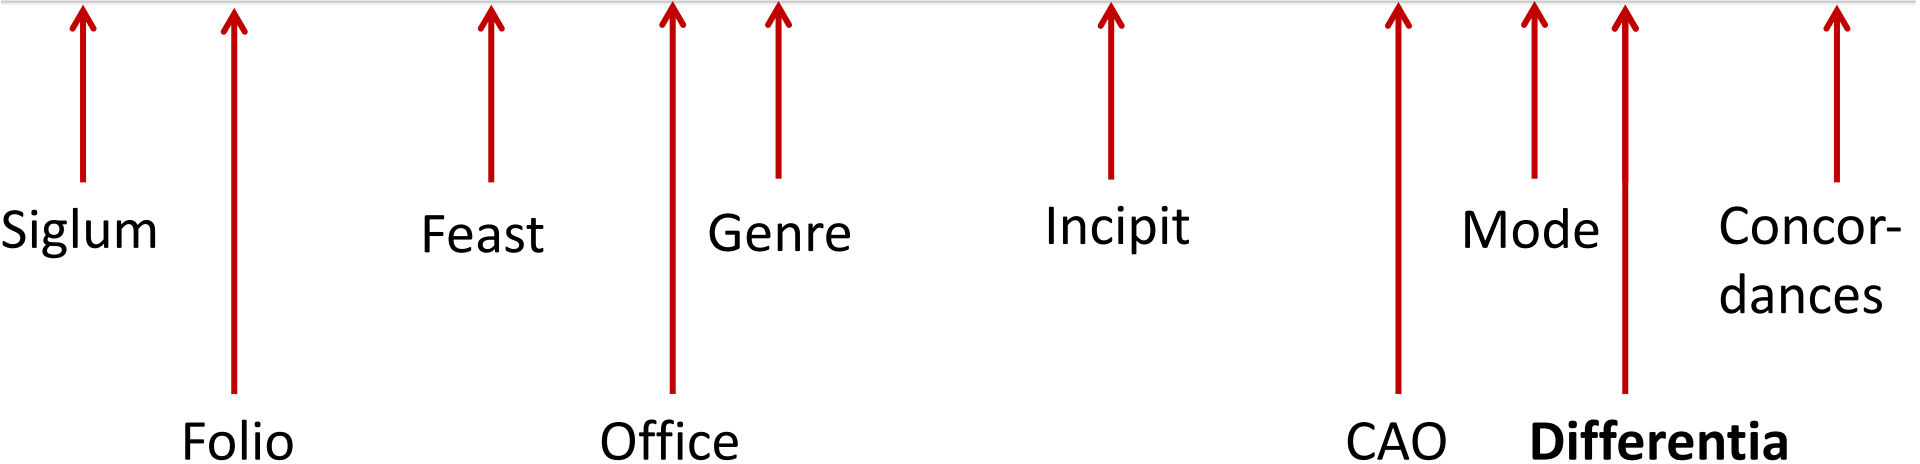 Siglum
Feast
Genre
Incipit
Mode
Concor-
dances
Folio
Office
CAO
Differentia